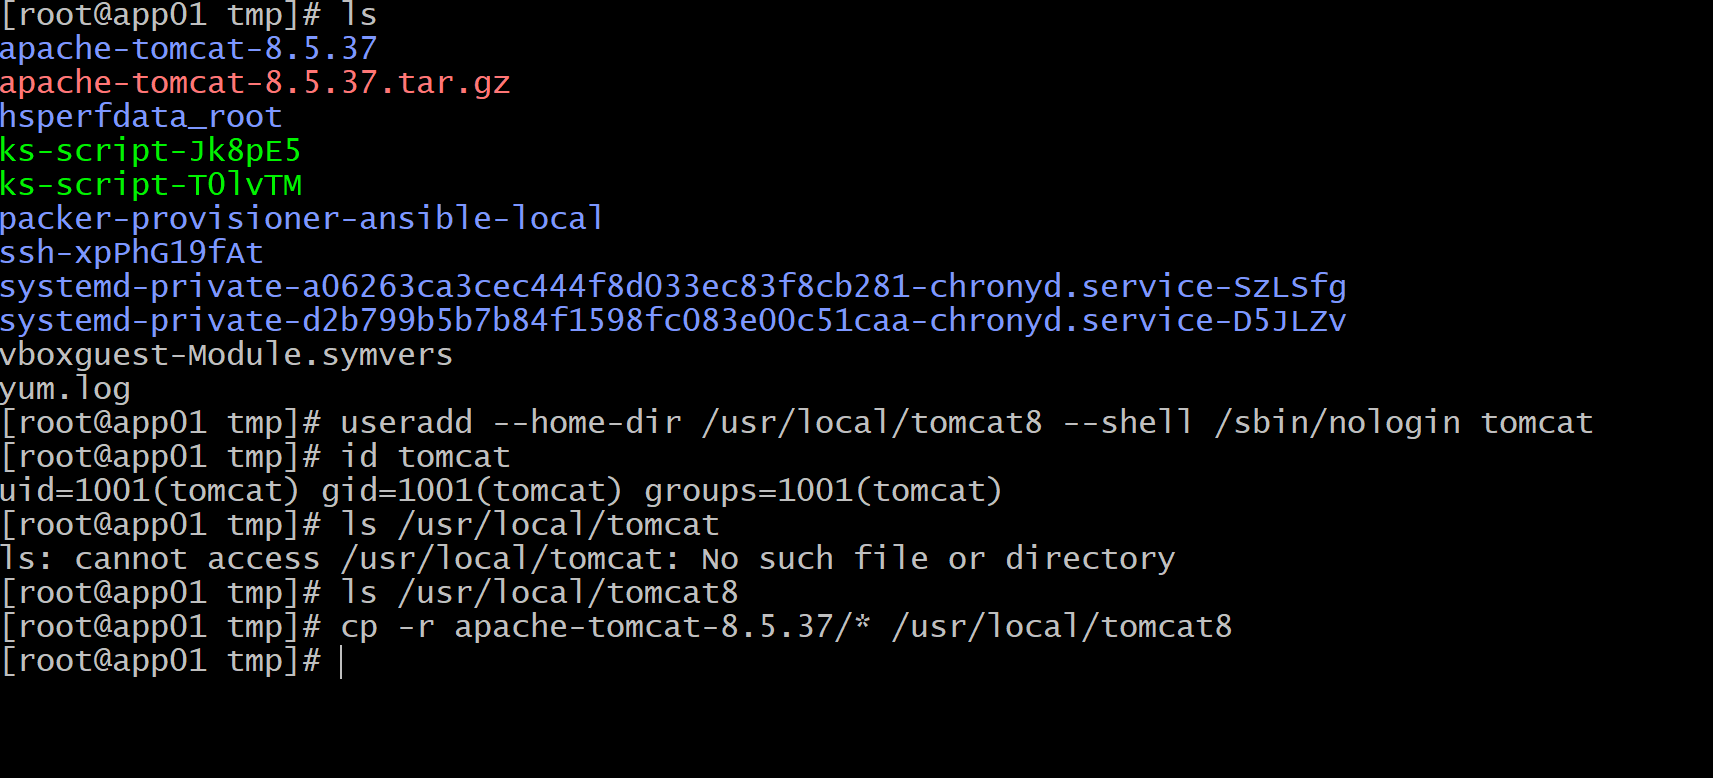 [root@app01 tmp]# ls
apache-tomcat-8.5.37
apache-tomcat-8.5.37.tar.gz
hsperfdata_root
ks-script-Jk8pE5
ks-script-TOlvTM
packer-provisioner-ansible-local
ssh-xpPhG19fAt
systemd-private-a06263ca3cec444f8d033ec83f8cb281-chronyd.service-SzLSfg
systemd-private-d2b799b5b7b84f1598fc083e00c51caa-chronyd.service-D5JLZv
vboxguest-Module.symvers
yum.log
[root@app01 tmp]# useradd --home-dir /usr/local/tomcat8 --shell /sbin/nologin tomcat
[root@app01 tmp]# id tomcat
uid=1001(tomcat) gid=1001(tomcat) groups=1001(tomcat)
[root@app01 tmp]# ls /usr/local/tomcat
ls: cannot access /usr/local/tomcat: No such file or directory
[root@app01 tmp]# ls /usr/local/tomcat8
[root@app01 tmp]# cp -r apache-tomcat-8.5.37/* /usr/local/tomcat8
[root@app01 tmp]#